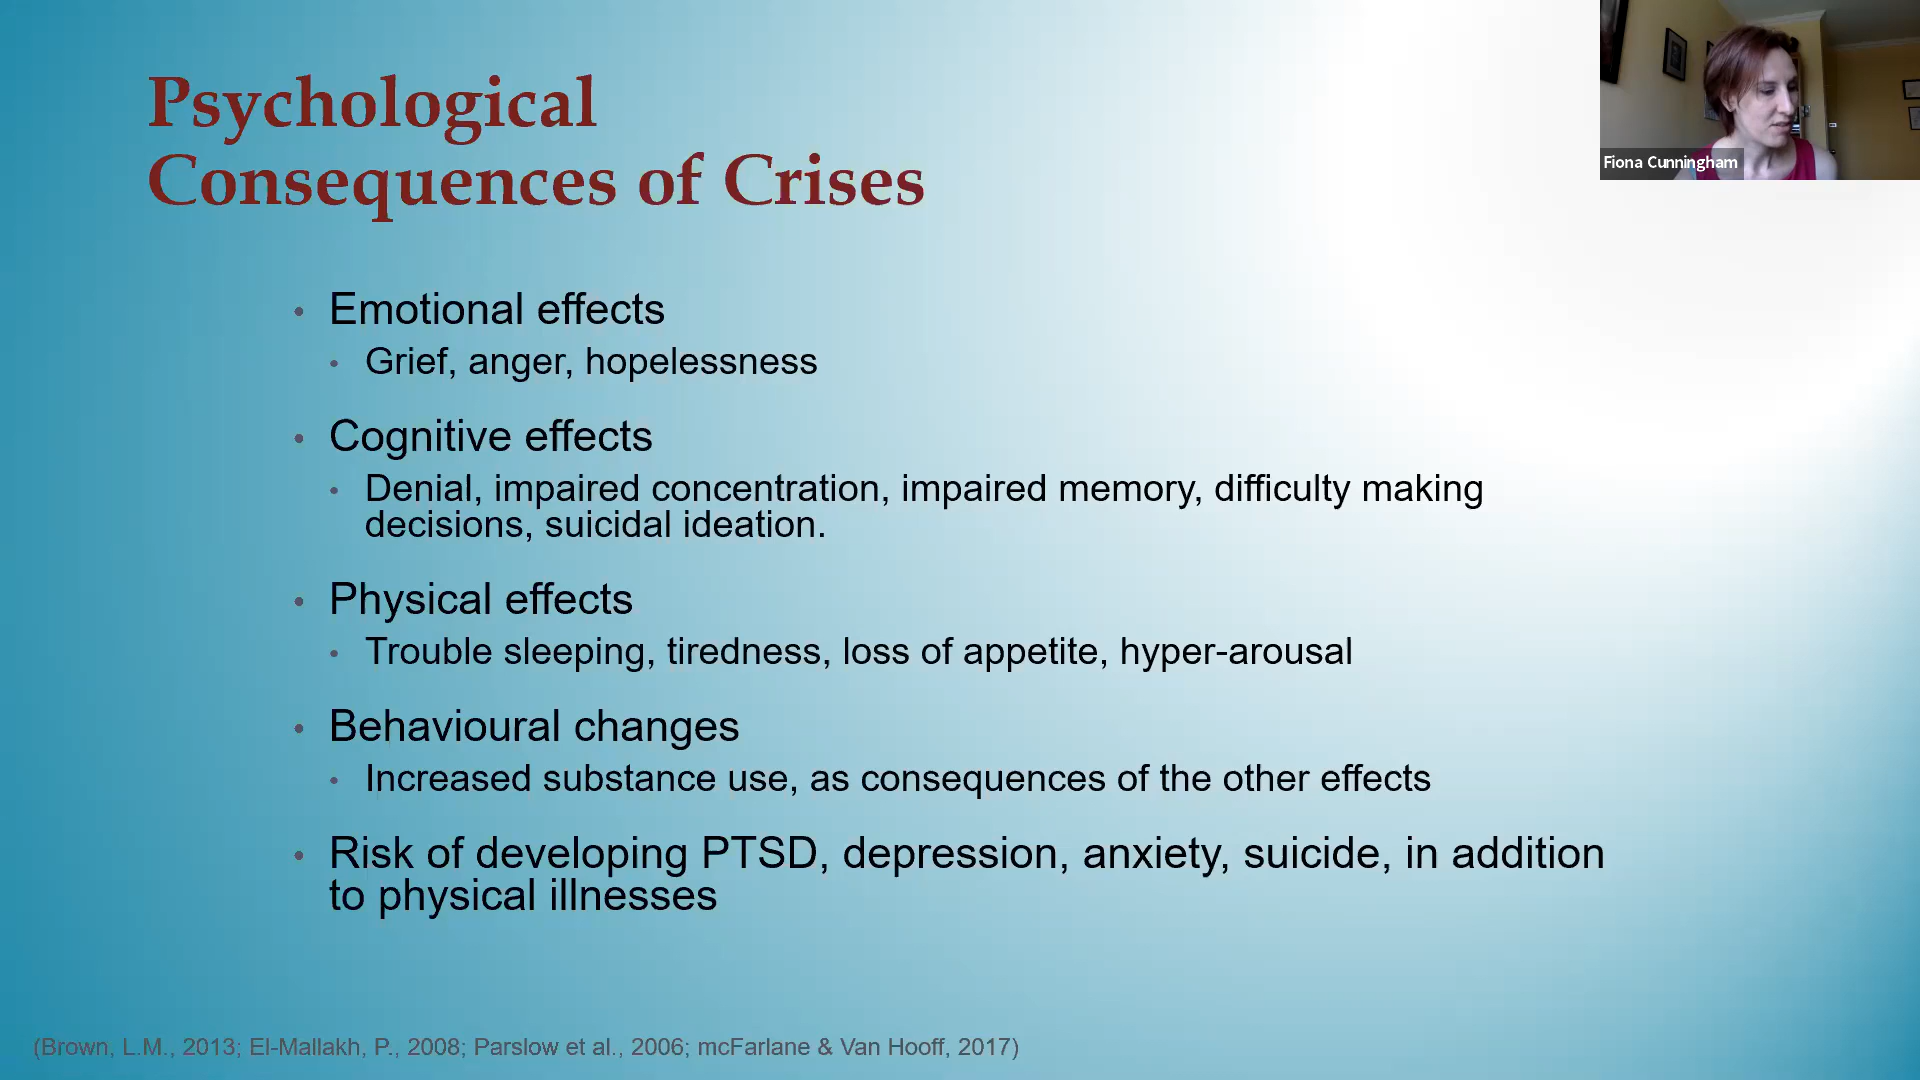 Psychological
Consequences of Crises
Fiona Cunningham
• Emotional effects
• Grief, anger, hopelessness
• Cognitive effects
• Denial, impaired concentration, impaired memory, difficulty making
decisions, suicidal ideation.
• Physical effects
• Trouble sleeping, tiredness, loss of appetite, hyper-arousal
• Behavioural changes
• Increased substance use, as consequences of the other effects
• Risk of developing PTSD, depression, anxiety, suicide, in addition
to physical illnesses
(Brown, L.M., 2013; El-Mallakh, P., 2008; Parslow et al., 2006; mcFarlane & Van Hooff, 2017)